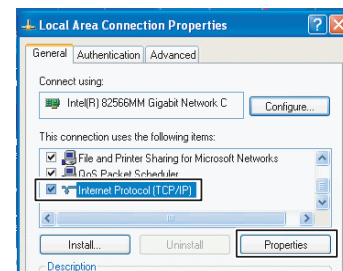 Local Area Connection Properties
General Authentication Advanced
Connect using:
Intel(R) 82566MM Gigabit Network C Configure...
This connection uses the following items:
File and Printer Sharing for Microsoft Networks
QoS Packet Scheduler
Internet Protocol (TCP/IP)
Install... Uninstall Properties
Description